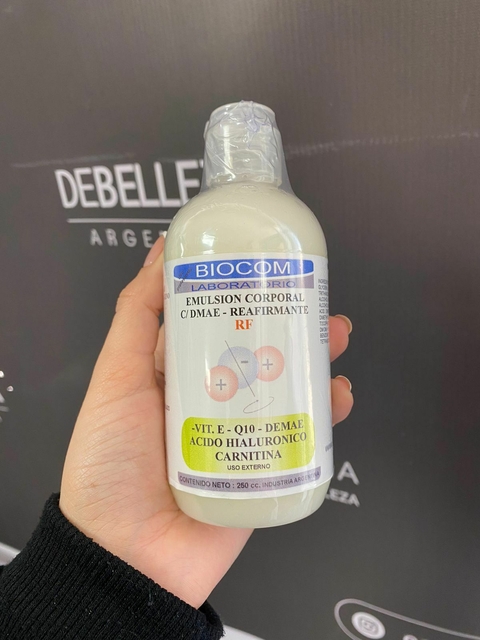 DEBELLE
ARGE
BIOCOM
LABORATORIO
EMULSION CORPORAL
C/ DMAE - REAFIRMANTE
RF
+ - +
-VIT. E - Q10 - DEMAE
ACIDO HIALURONICO
CARNITINA
USO EXTERNO
CONTENIDO NETO : 250 cc. INDUSTRIA ARGENTINA
A
LEZA